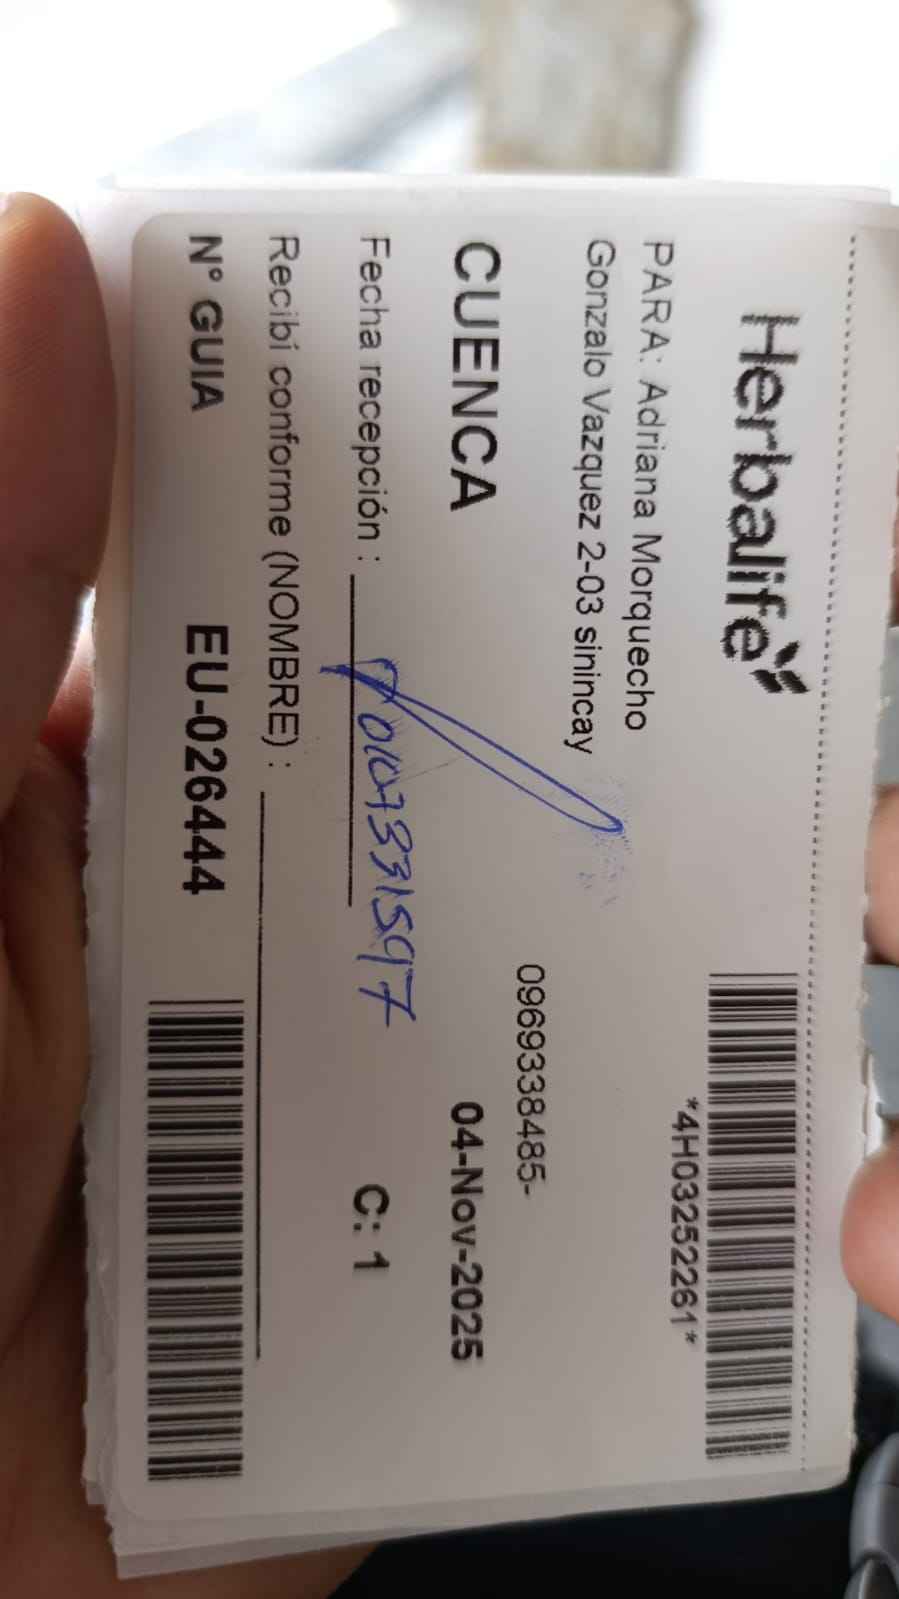 Herbalife
*4H03252261*
PARA: Adriana Morquecho
Gonzalo Vazquez 2-03 sinincay
0969338485-
CUENCA
04-Nov-2025
Fecha recepción :
C: 1
Recibí conforme (NOMBRE) :
N° GUIA
EU-026444